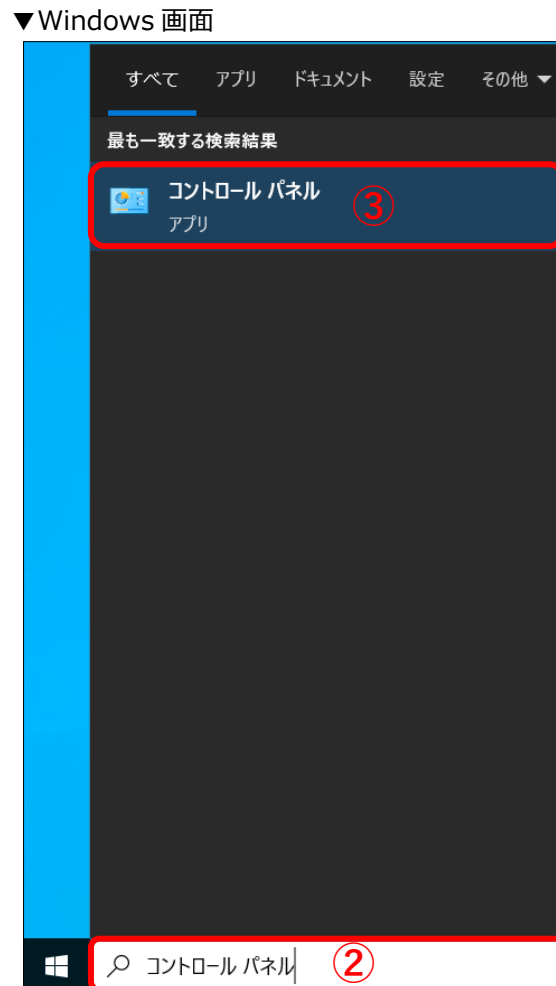 ▼Windows 画面
すべて アプリ ドキュメント 設定 その他 ▼
最も一致する検索結果
コントロール パネル
アプリ
③
コントロール パネル ②